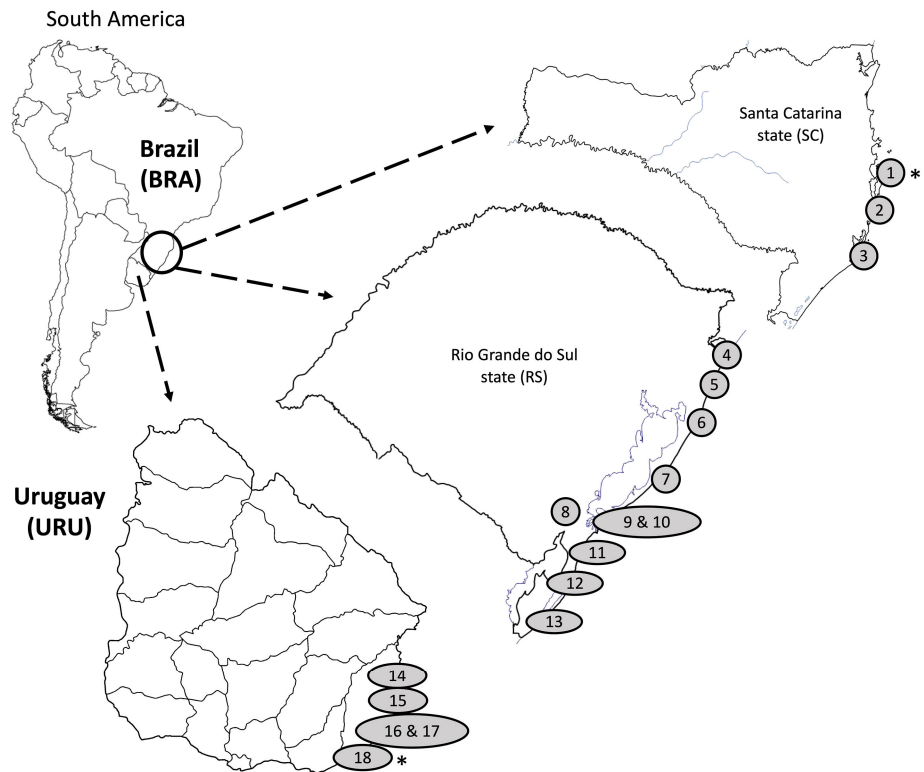 South America
Brazil
(BRA)
Santa Catarina
state (SC)
1 *
2
3
Rio Grande do Sul
state (RS)
4
5
6
7
8
9 & 10
11
12
13
Uruguay
(URU)
14
15
16 & 17
18 *